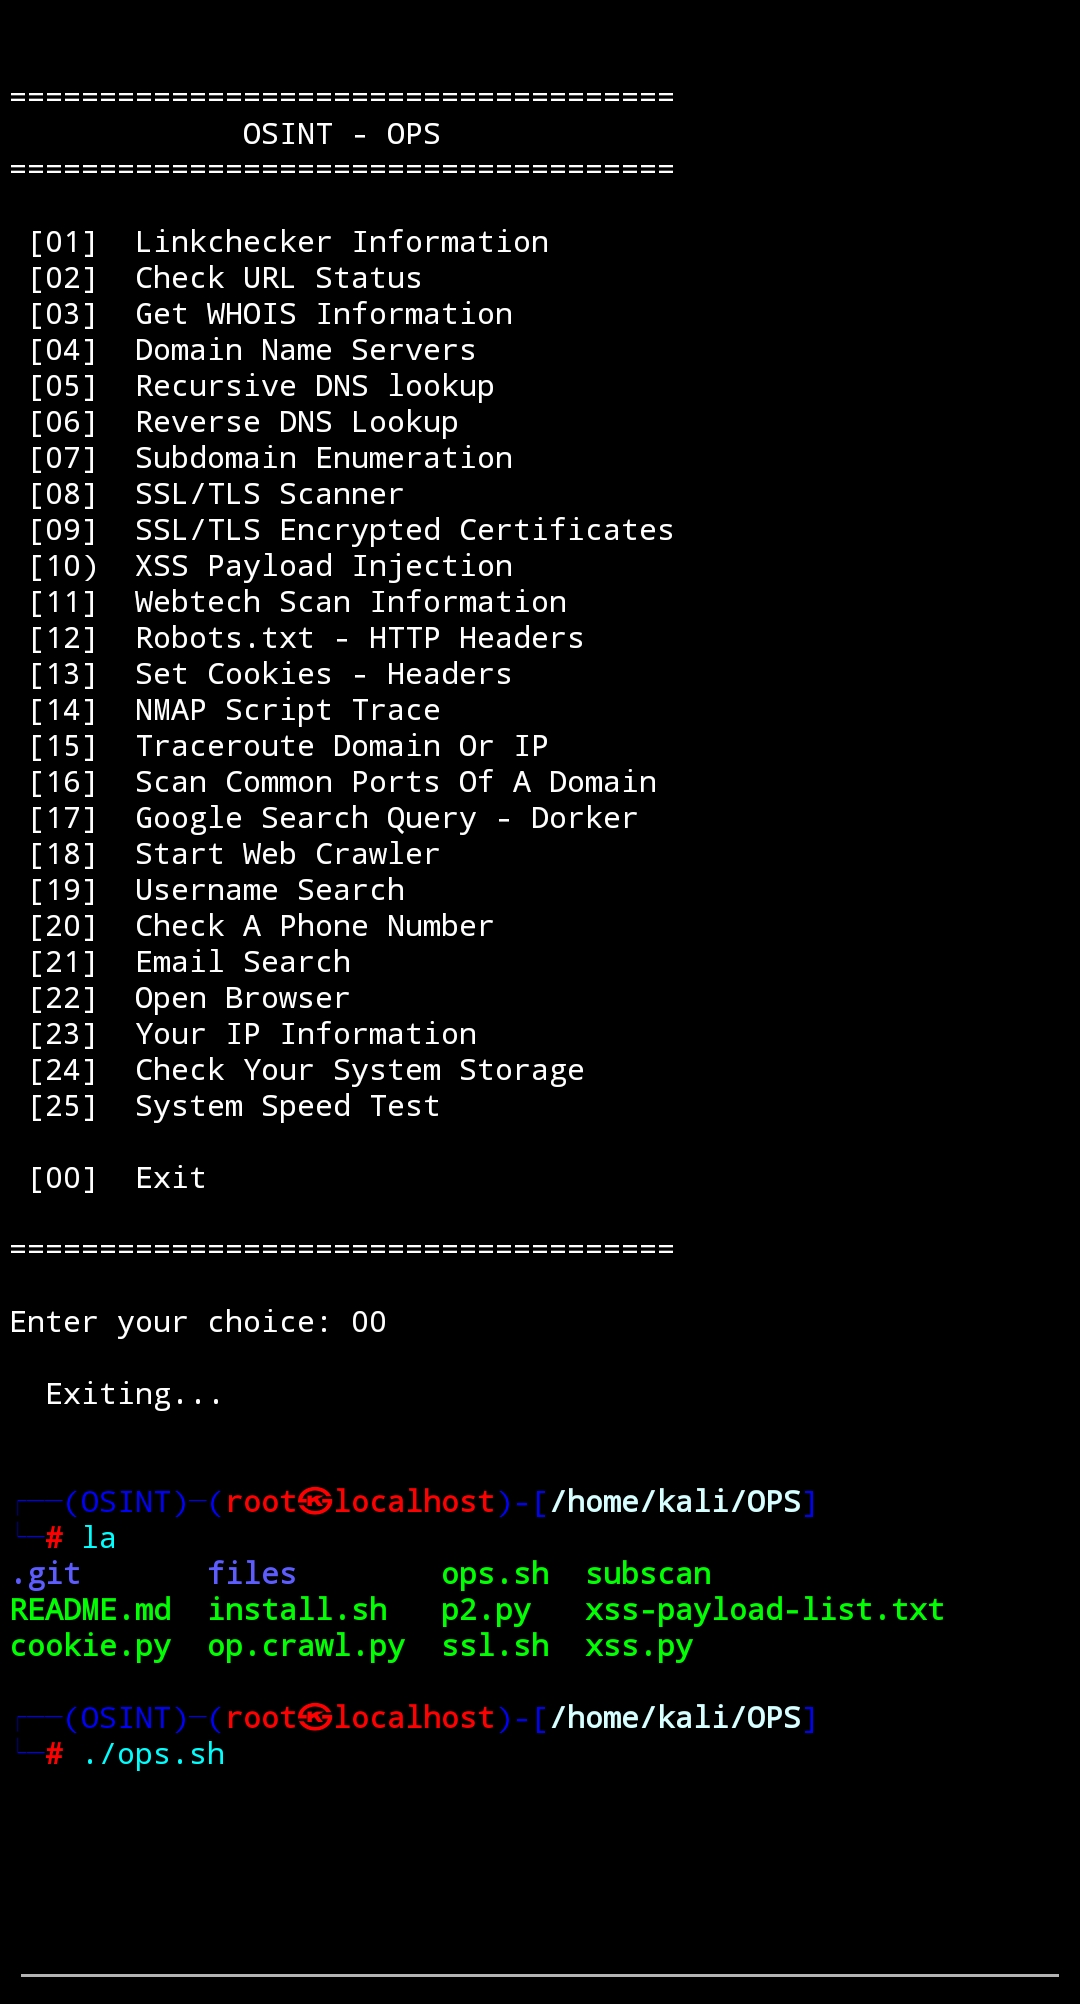 =====================================
OSINT - OPS
=====================================
[01]  Linkchecker Information
[02]  Check URL Status
[03]  Get WHOIS Information
[04]  Domain Name Servers
[05]  Recursive DNS lookup
[06]  Reverse DNS Lookup
[07]  Subdomain Enumeration
[08]  SSL/TLS Scanner
[09]  SSL/TLS Encrypted Certificates
[10)  XSS Payload Injection
[11]  Webtech Scan Information
[12]  Robots.txt - HTTP Headers
[13]  Set Cookies - Headers
[14]  NMAP Script Trace
[15]  Traceroute Domain Or IP
[16]  Scan Common Ports Of A Domain
[17]  Google Search Query - Dorker
[18]  Start Web Crawler
[19]  Username Search
[20]  Check A Phone Number
[21]  Email Search
[22]  Open Browser
[23]  Your IP Information
[24]  Check Your System Storage
[25]  System Speed Test
[00]  Exit
=====================================
Enter your choice: 00
Exiting...
┌──(OSINT)─(root㉿localhost)-[/home/kali/OPS]
└─# la
.git       files        ops.sh  subscan
README.md  install.sh   p2.py   xss-payload-list.txt
cookie.py  op.crawl.py  ssl.sh  xss.py
┌──(OSINT)─(root㉿localhost)-[/home/kali/OPS]
└─# ./ops.sh